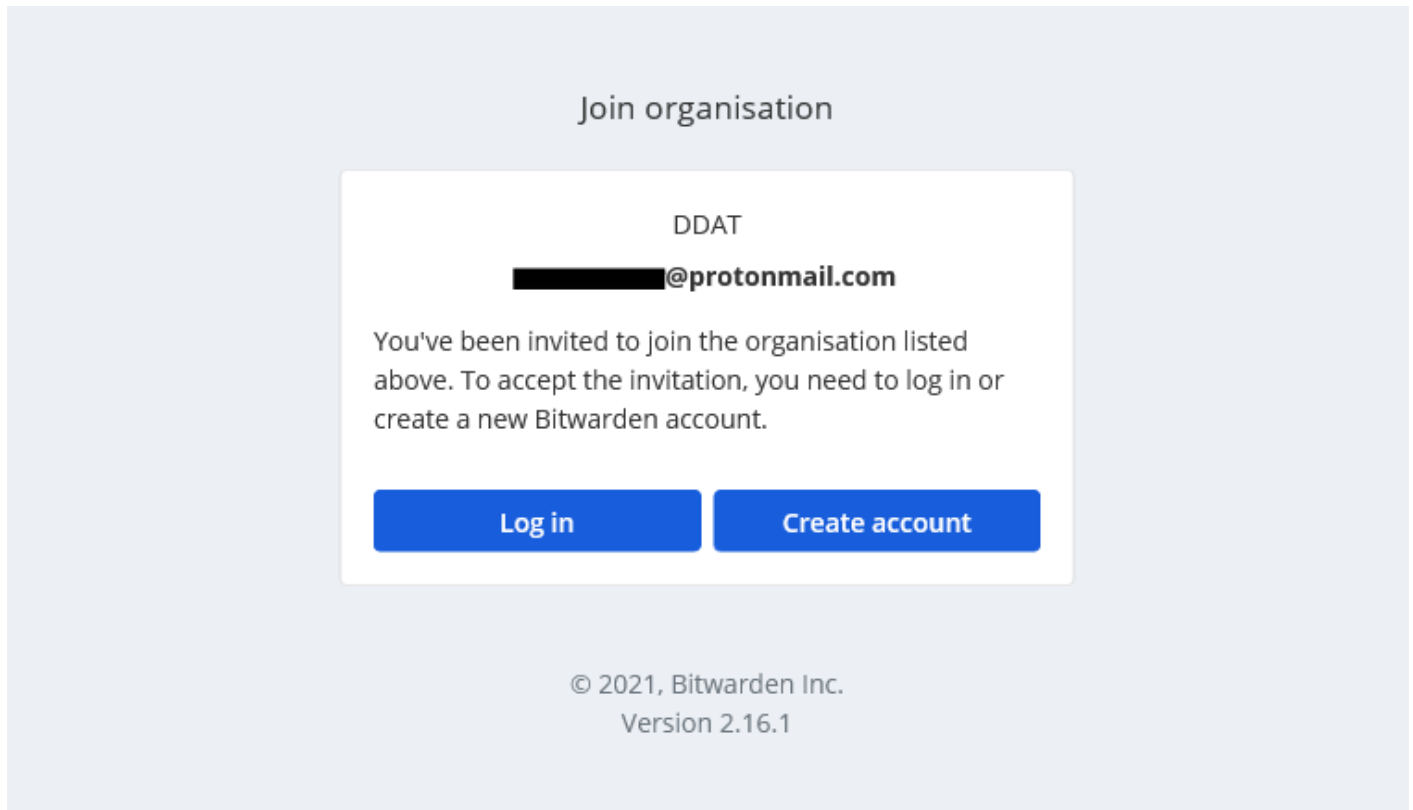 Join organisation
DDAT
@protonmail.com
You've been invited to join the organisation listed
above. To accept the invitation, you need to log in or
create a new Bitwarden account.
Log in
Create account
© 2021, Bitwarden Inc.
Version 2.16.1